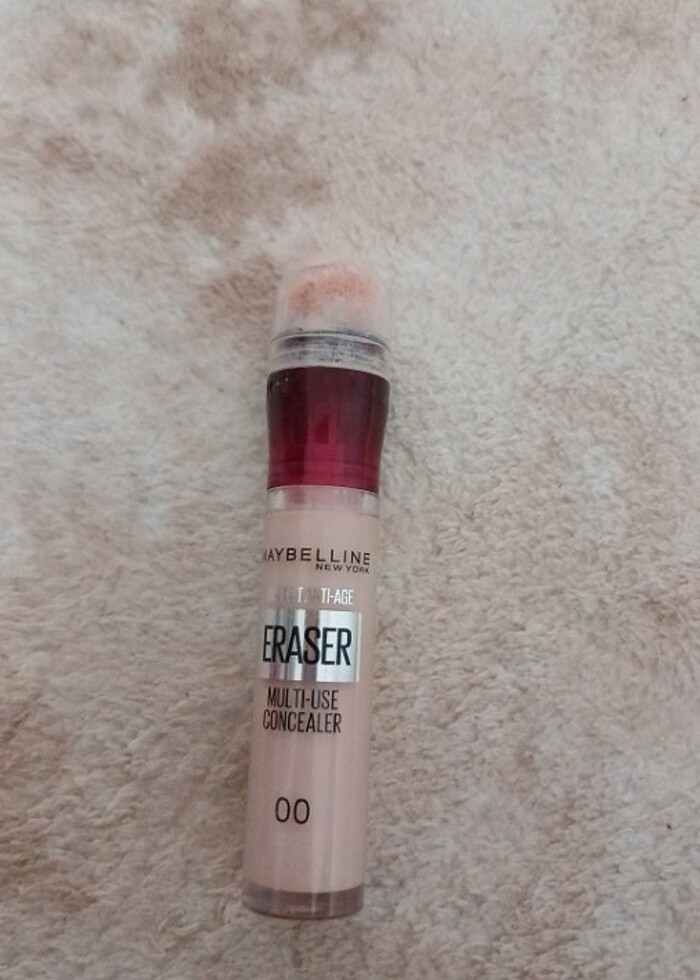 MAYBELLINE
NEW YORK
ERASER
MULTI-USE
CONCEALER
00